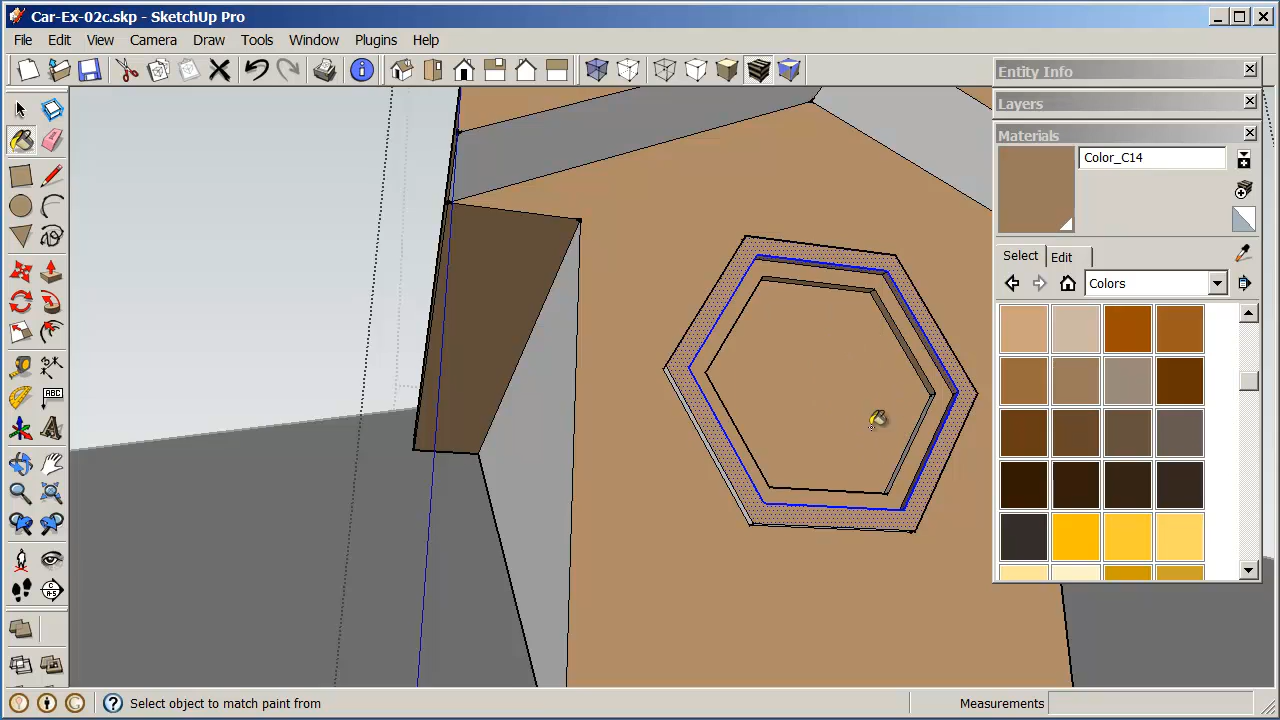 Car-Ex-02c.skp - SketchUp Pro
File Edit View Camera Draw Tools Window Plugins Help
Entity Info
Layers
Materials
Color_C14
Select Edit
Colors
ABC
Select object to match paint from
Measurements